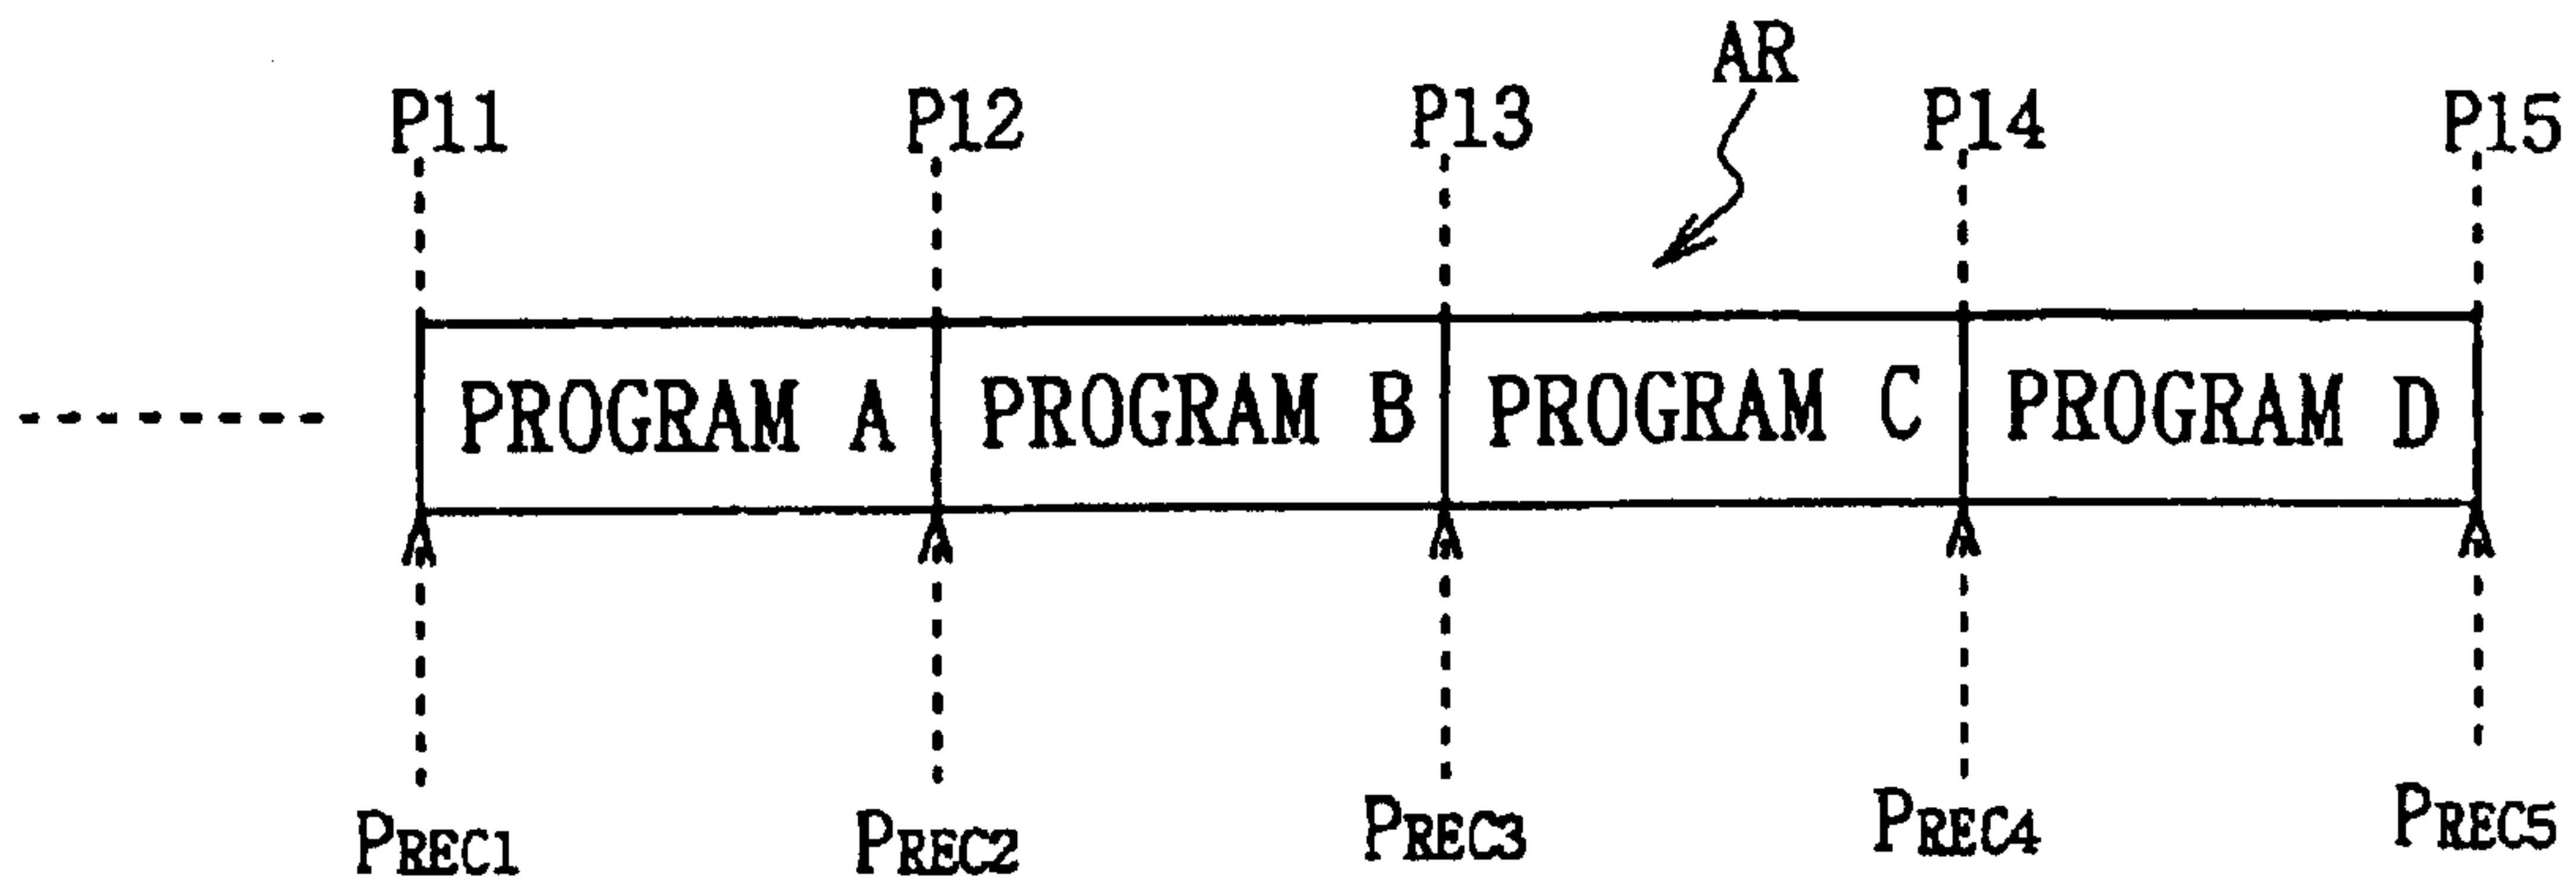 AR
P11 P12 P13 P14 P15
PROGRAM A PROGRAM B PROGRAM C PROGRAM D
PREC1 PREC2 PREC3 PREC4 PREC5